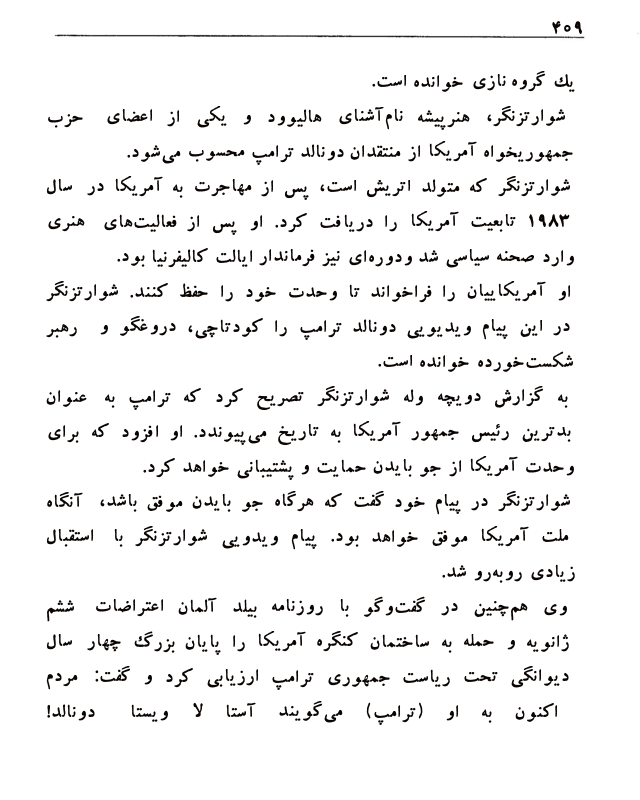 ۴۰۹
یك گروه نازی خوانده است.
شوارتزنگر، هنرپیشه نام‌آشنای هالیوود و یکی از اعضای حزب
جمهوریخواه آمریکا از منتقدان دونالد ترامپ محسوب می‌شود.
شوارتزنگر که متولد اتریش است، پس از مهاجرت به آمریکا در سال
۱۹۸۳ تابعیت آمریکا را دریافت کرد. او پس از فعالیت‌های هنری
وارد صحنه سیاسی شد ودوره‌ای نیز فرماندار ایالت کالیفرنیا بود.
او آمریکاییان را فراخواند تا وحدت خود را حفظ کنند. شوارتزنگر
در این پیام ویدیویی دونالد ترامپ را کودتاچی، دروغگو و رهبر
شکست‌خورده خوانده است.
به گزارش دویچه وله شوارتزنگر تصریح کرد که ترامپ به عنوان
بدترین رئیس جمهور آمریکا به تاریخ می‌پیوندد. او افزود که برای
وحدت آمریکا از جو بایدن حمایت و پشتیبانی خواهد کرد.
شوارتزنگر در پیام خود گفت که هرگاه جو بایدن موفق باشد، آنگاه
ملت آمریکا موفق خواهد بود. پیام ویدویی شوارتزنگر با استقبال
زیادی روبه‌رو شد.
وی هم‌چنین در گفت‌وگو با روزنامه بیلد آلمان اعتراضات ششم
ژانویه و حمله به ساختمان کنگره آمریکا را پایان بزرگ چهار سال
دیوانگی تحت ریاست جمهوری ترامپ ارزیابی کرد و گفت: مردم
اکنون به او (ترامپ) می‌گویند آستا لا ویستا دونالد!